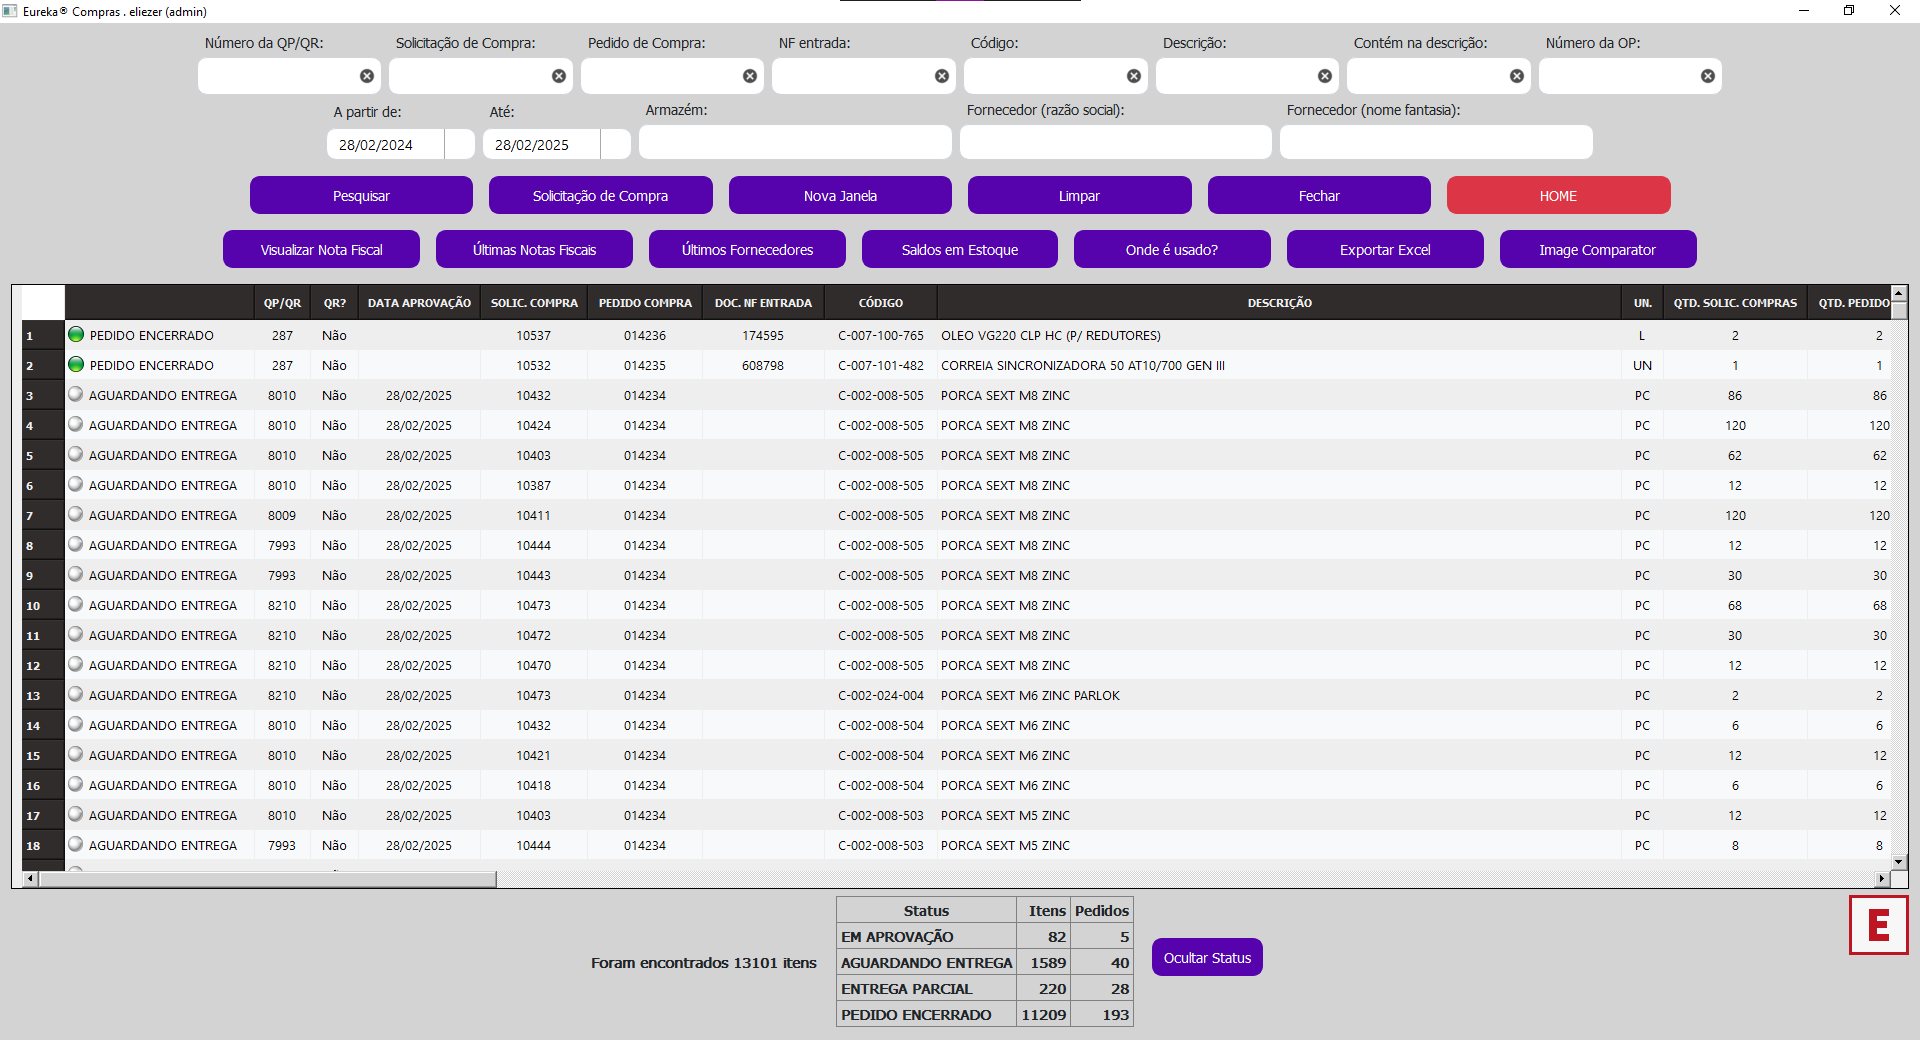 Eureka® Compras . eliezer (admin)
Número da QP/QR: Solicitação de Compra: Pedido de Compra: NF entrada: Código: Descrição: Contém na descrição: Número da OP:
A partir de: Até: Armazém: Fornecedor (razão social): Fornecedor (nome fantasia):
28/02/2024 28/02/2025
Pesquisar Solicitação de Compra Nova Janela Limpar Fechar HOME
Visualizar Nota Fiscal Últimas Notas Fiscais Últimos Fornecedores Saldos em Estoque Onde é usado? Exportar Excel Image Comparator
QP/QR QR? DATA APROVAÇÃO SOLIC. COMPRA PEDIDO COMPRA DOC. NF ENTRADA CÓDIGO DESCRIÇÃO UN. QTD. SOLIC. COMPRAS QTD. PEDIDO
1 PEDIDO ENCERRADO 287 Não 10537 014236 174595 C-007-100-765 OLEO VG220 CLP HC (P/ REDUTORES) L 2 2
2 PEDIDO ENCERRADO 287 Não 10532 014235 608798 C-007-101-482 CORREIA SINCRONIZADORA 50 AT10/700 GEN III UN 1 1
3 AGUARDANDO ENTREGA 8010 Não 28/02/2025 10432 014234 C-002-008-505 PORCA SEXT M8 ZINC PC 86 86
4 AGUARDANDO ENTREGA 8010 Não 28/02/2025 10424 014234 C-002-008-505 PORCA SEXT M8 ZINC PC 120 120
5 AGUARDANDO ENTREGA 8010 Não 28/02/2025 10403 014234 C-002-008-505 PORCA SEXT M8 ZINC PC 62 62
6 AGUARDANDO ENTREGA 8010 Não 28/02/2025 10387 014234 C-002-008-505 PORCA SEXT M8 ZINC PC 12 12
7 AGUARDANDO ENTREGA 8009 Não 28/02/2025 10411 014234 C-002-008-505 PORCA SEXT M8 ZINC PC 120 120
8 AGUARDANDO ENTREGA 7993 Não 28/02/2025 10444 014234 C-002-008-505 PORCA SEXT M8 ZINC PC 12 12
9 AGUARDANDO ENTREGA 7993 Não 28/02/2025 10443 014234 C-002-008-505 PORCA SEXT M8 ZINC PC 30 30
10 AGUARDANDO ENTREGA 8210 Não 28/02/2025 10473 014234 C-002-008-505 PORCA SEXT M8 ZINC PC 68 68
11 AGUARDANDO ENTREGA 8210 Não 28/02/2025 10472 014234 C-002-008-505 PORCA SEXT M8 ZINC PC 30 30
12 AGUARDANDO ENTREGA 8210 Não 28/02/2025 10470 014234 C-002-008-505 PORCA SEXT M8 ZINC PC 12 12
13 AGUARDANDO ENTREGA 8210 Não 28/02/2025 10473 014234 C-002-024-004 PORCA SEXT M6 ZINC PARLOK PC 2 2
14 AGUARDANDO ENTREGA 8010 Não 28/02/2025 10432 014234 C-002-008-504 PORCA SEXT M6 ZINC PC 6 6
15 AGUARDANDO ENTREGA 8010 Não 28/02/2025 10421 014234 C-002-008-504 PORCA SEXT M6 ZINC PC 12 12
16 AGUARDANDO ENTREGA 8010 Não 28/02/2025 10418 014234 C-002-008-504 PORCA SEXT M6 ZINC PC 6 6
17 AGUARDANDO ENTREGA 8010 Não 28/02/2025 10403 014234 C-002-008-503 PORCA SEXT M5 ZINC PC 12 12
18 AGUARDANDO ENTREGA 7993 Não 28/02/2025 10444 014234 C-002-008-503 PORCA SEXT M5 ZINC PC 8 8
Foram encontrados 13101 itens
Status Itens Pedidos
EM APROVAÇÃO 82 5
AGUARDANDO ENTREGA 1589 40
ENTREGA PARCIAL 220 28
PEDIDO ENCERRADO 11209 193
Ocultar Status
E